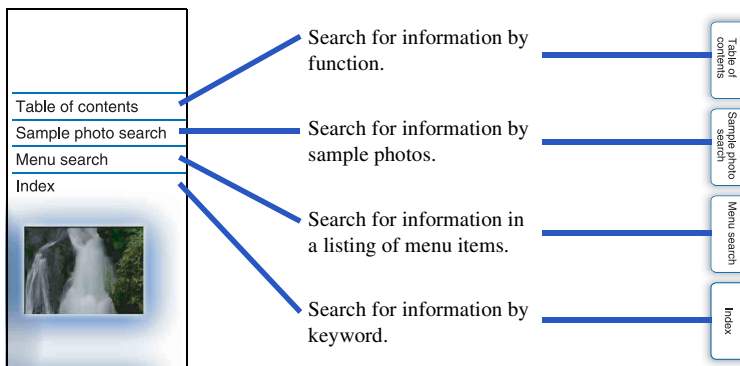 Table of contents
Sample photo search
Menu search
Index
Search for information by
function.
Search for information by
sample photos.
Search for information in
a listing of menu items.
Search for information by
keyword.
Table of
contents
Sample photo
search
Menu search
Index